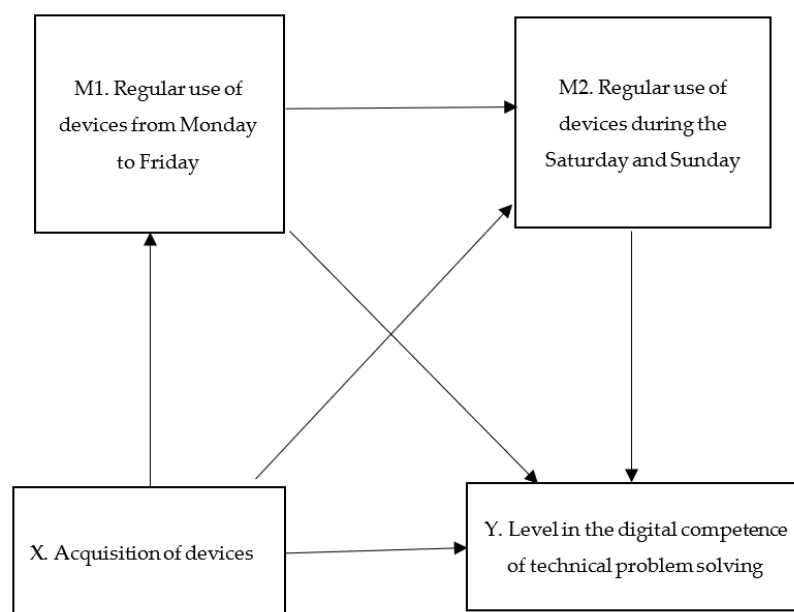 M1. Regular use of
devices from Monday
to Friday
M2. Regular use of
devices during the
Saturday and Sunday
X. Acquisition of devices
Y. Level in the digital competence
of technical problem solving